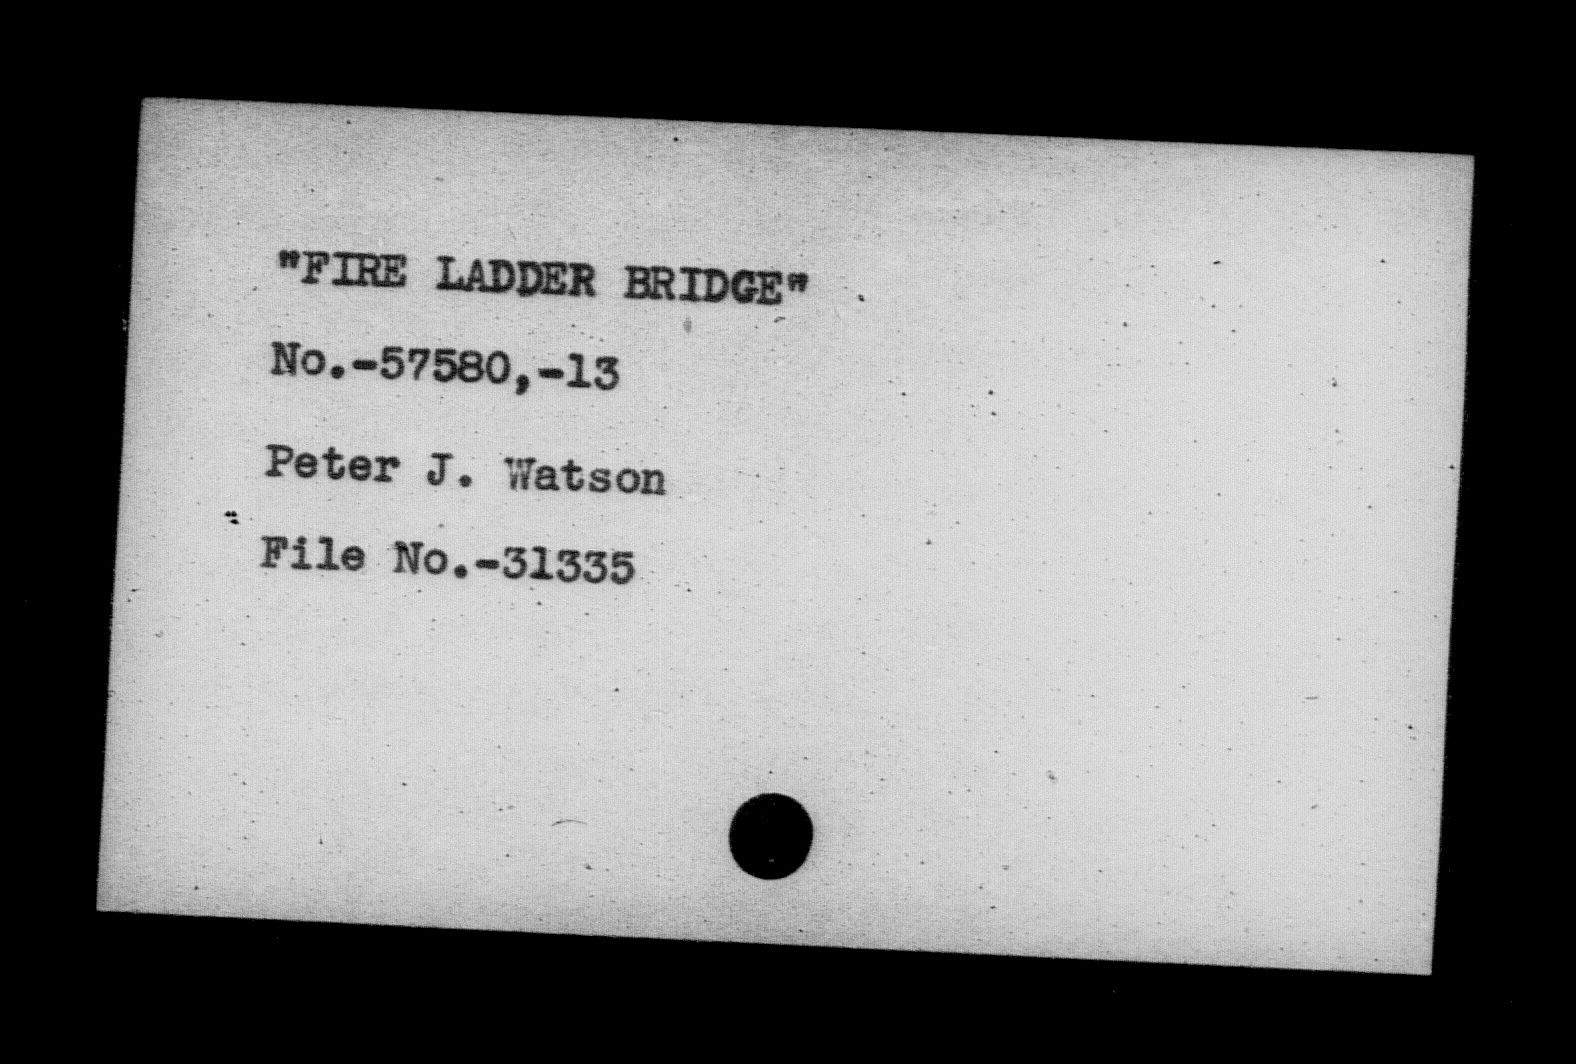 "FIRE LADDER BRIDGE"
No.-57580,-13
Peter J. Watson
File No.-31335